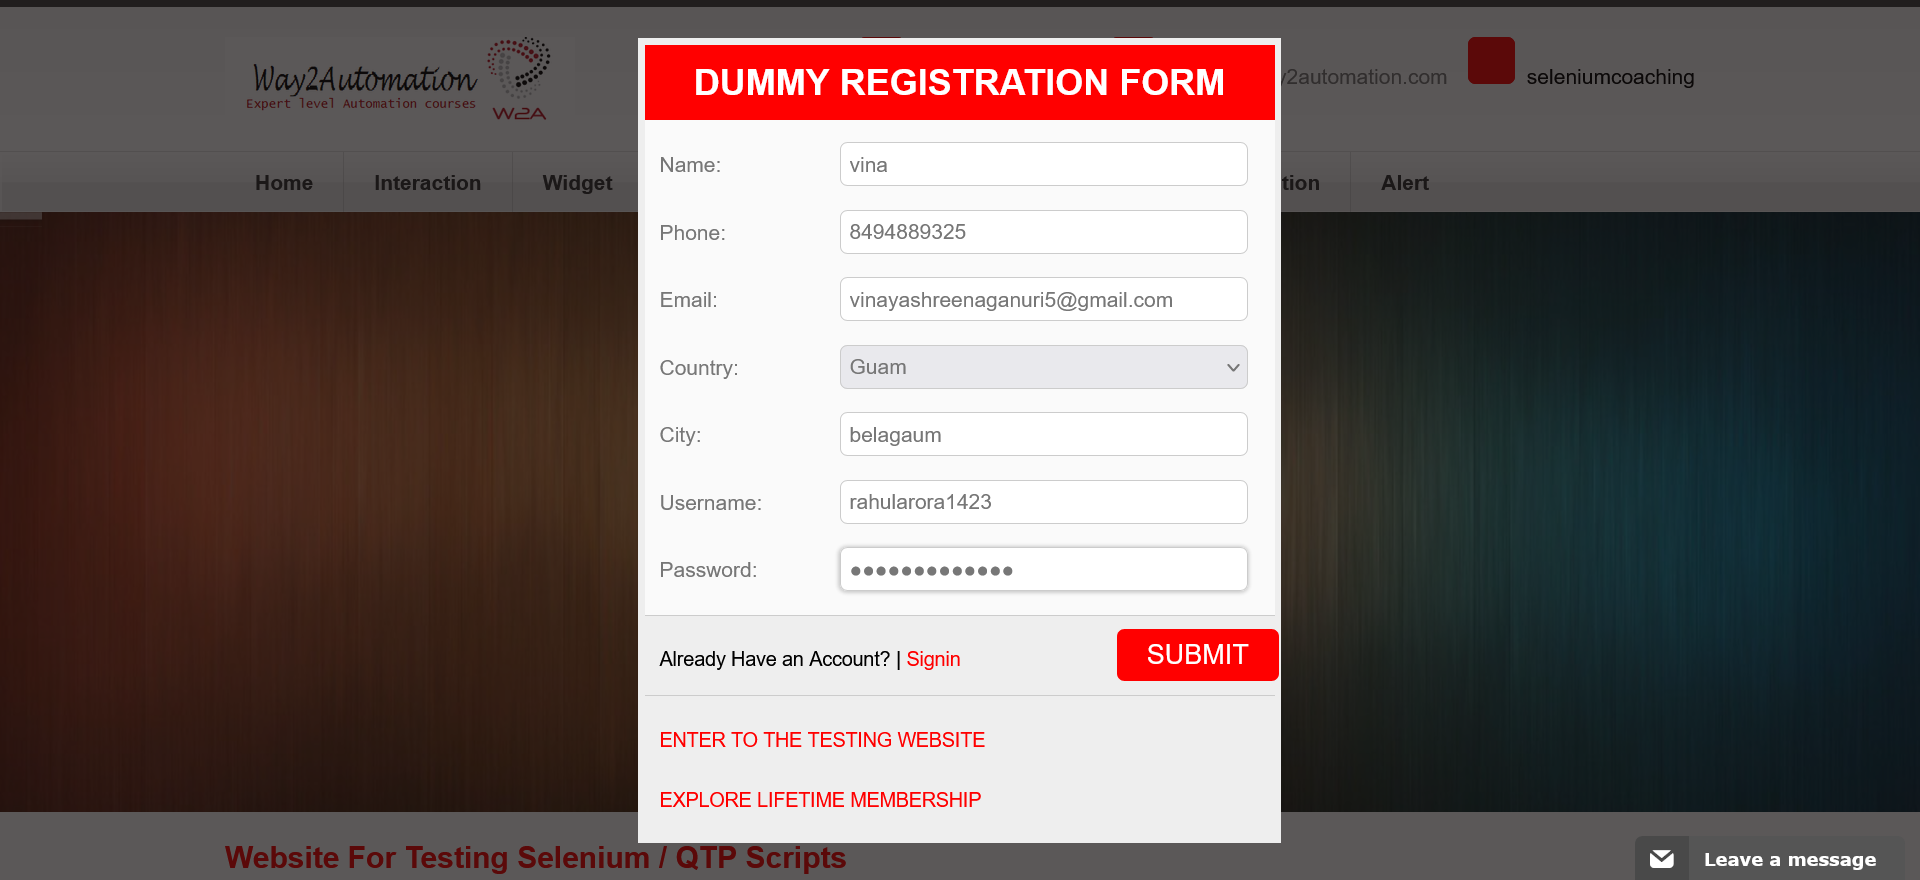 Way2Automation
Expert level Automation courses
W2A
y2automation.com
seleniumcoaching
Home
Interaction
Widget
tion
Alert
DUMMY REGISTRATION FORM
Name:
vina
Phone:
8494889325
Email:
vinayashreenaganuri5@gmail.com
Country:
Guam
City:
belagaum
Username:
rahularora1423
Password:
●●●●●●●●●●●●●
Already Have an Account? | Signin
SUBMIT
ENTER TO THE TESTING WEBSITE
EXPLORE LIFETIME MEMBERSHIP
Website For Testing Selenium / QTP Scripts
Leave a message